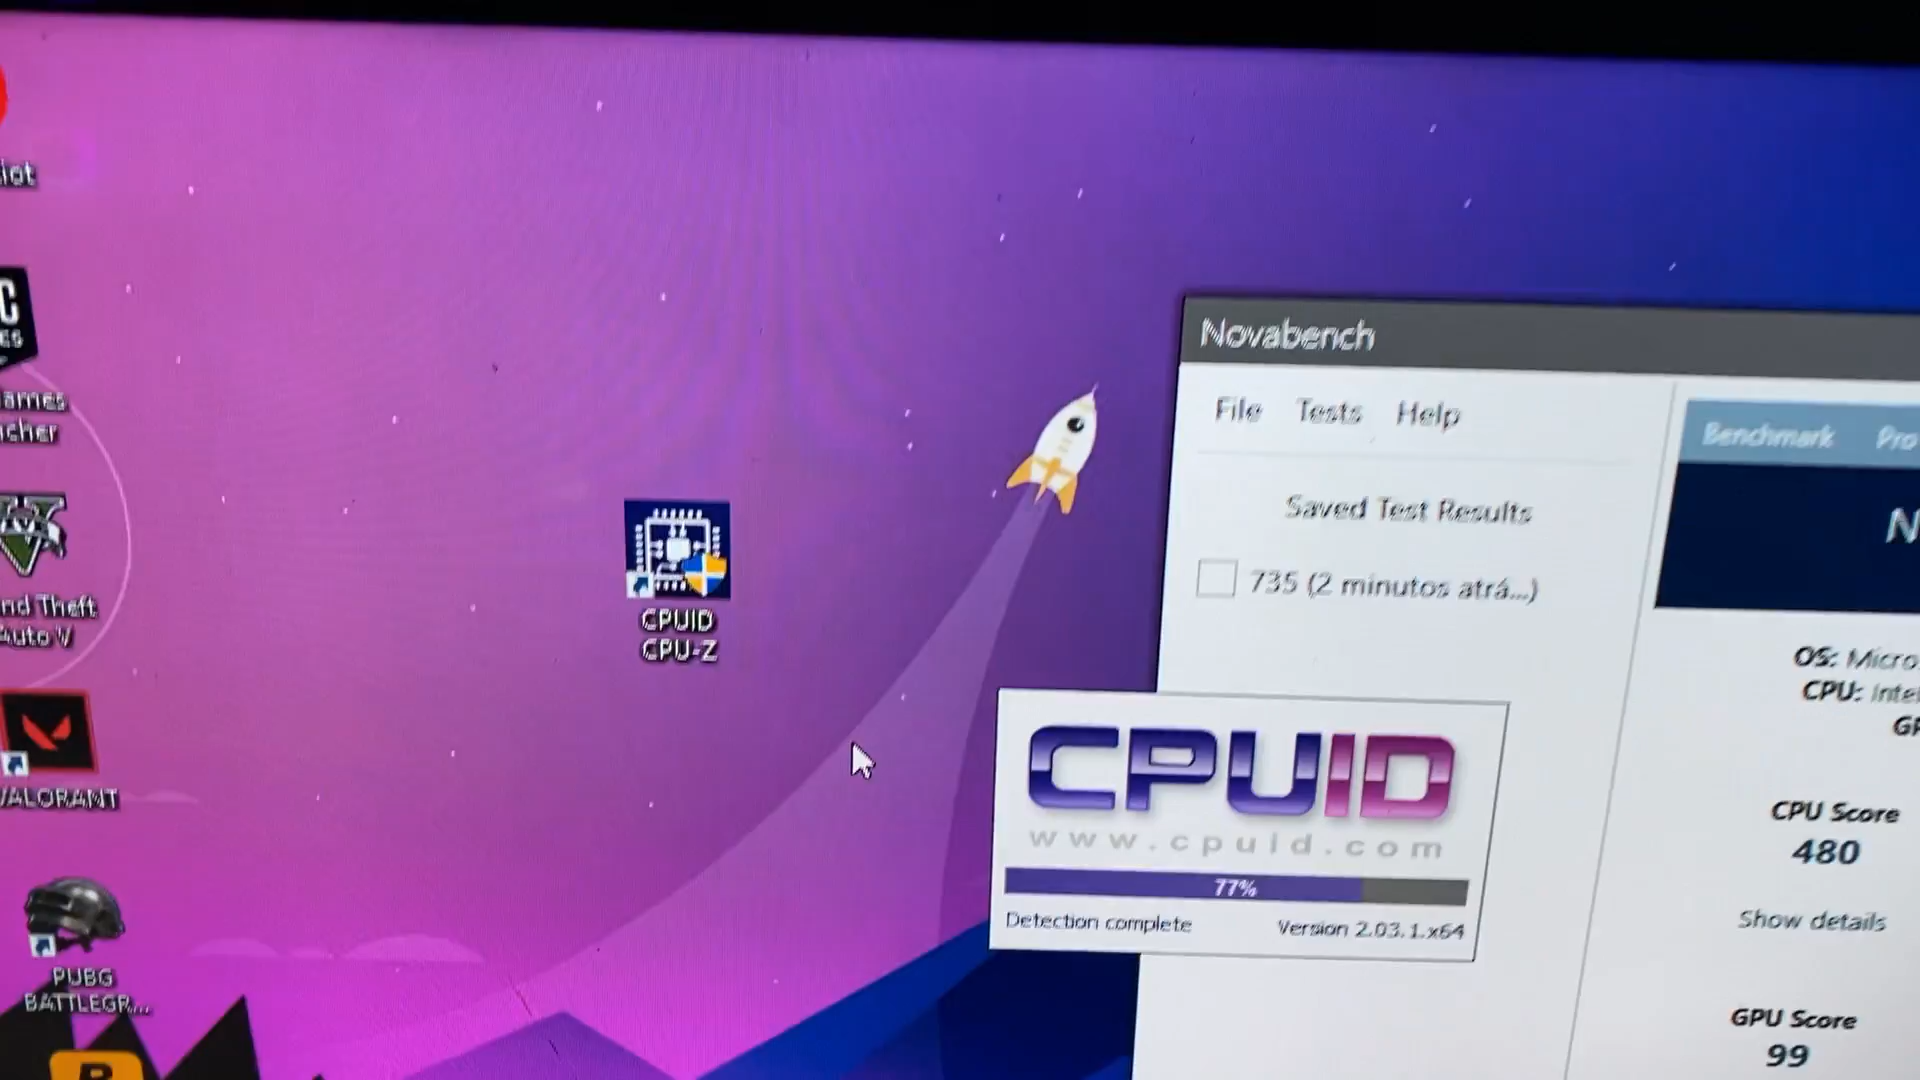 iot
C
ES
ames
cher
nd Theft
Auto V
VALORANT
PUBG
BATTLEGR...
CPUID
CPU-Z
Novabench
File Tests Help
Saved Test Results
735 (2 minutos atrá...)
Benchmark Pro
N
OS: Micro
CPU: Inte
GP
CPU Score
480
Show details
GPU Score
99
CPUID
www.cpuid.com
77%
Detection complete Version 2.03.1.x64